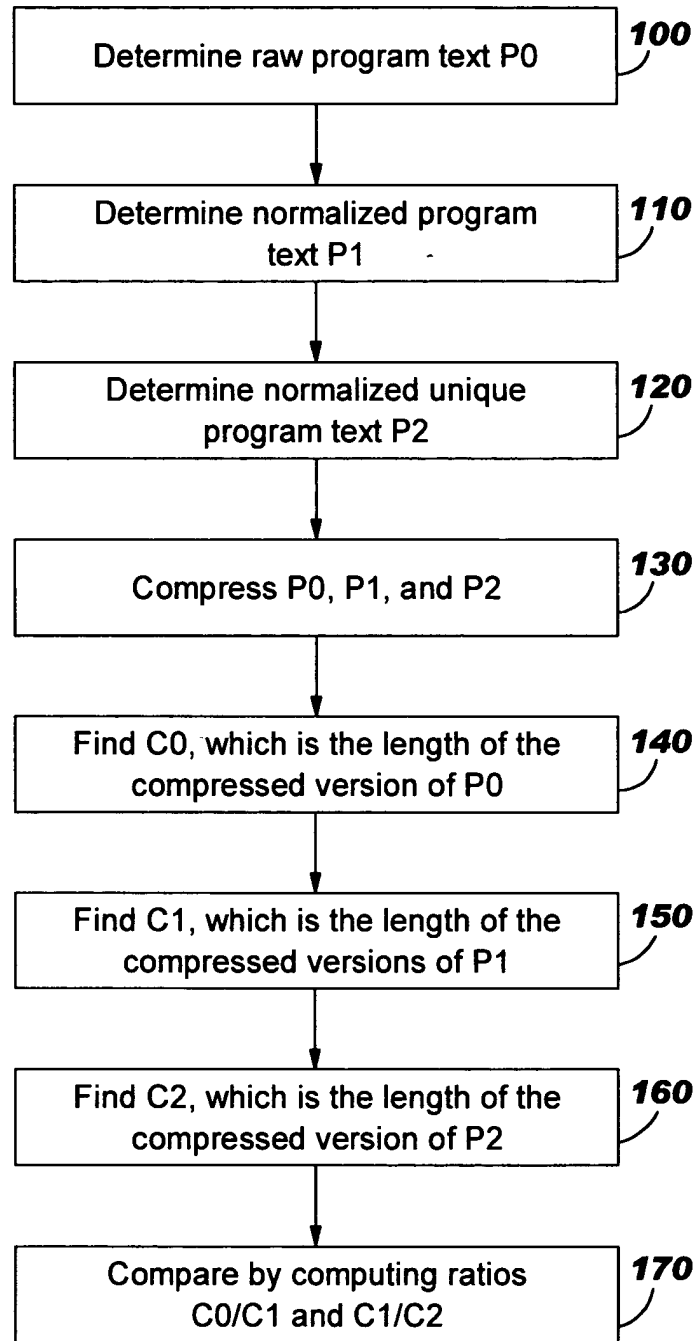 Determine raw program text P0
100
Determine normalized program
text P1
110
Determine normalized unique
program text P2
120
Compress P0, P1, and P2
130
Find C0, which is the length of the
compressed version of P0
140
Find C1, which is the length of the
compressed versions of P1
150
Find C2, which is the length of the
compressed version of P2
160
Compare by computing ratios
C0/C1 and C1/C2
170